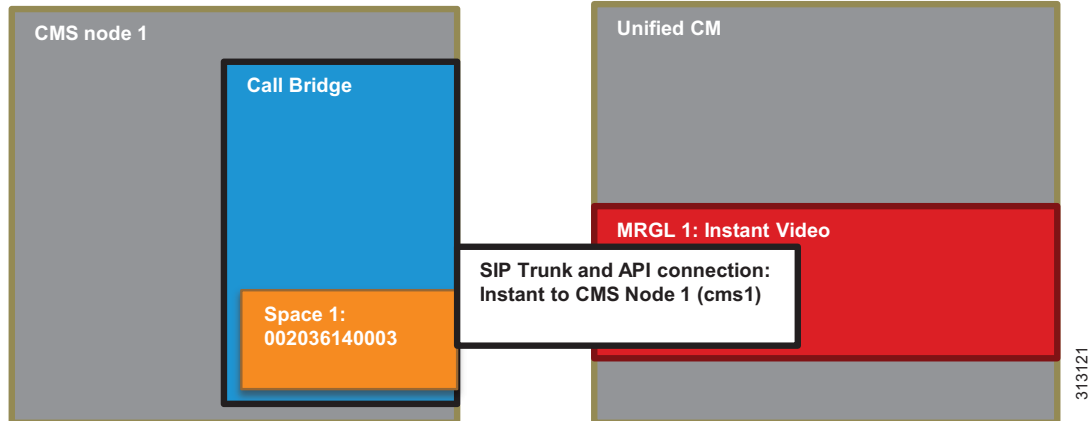 CMS node 1
Call Bridge
Space 1:
002036140003
SIP Trunk and API connection:
Instant to CMS Node 1 (cms1)
Unified CM
MRGL 1: Instant Video
313121